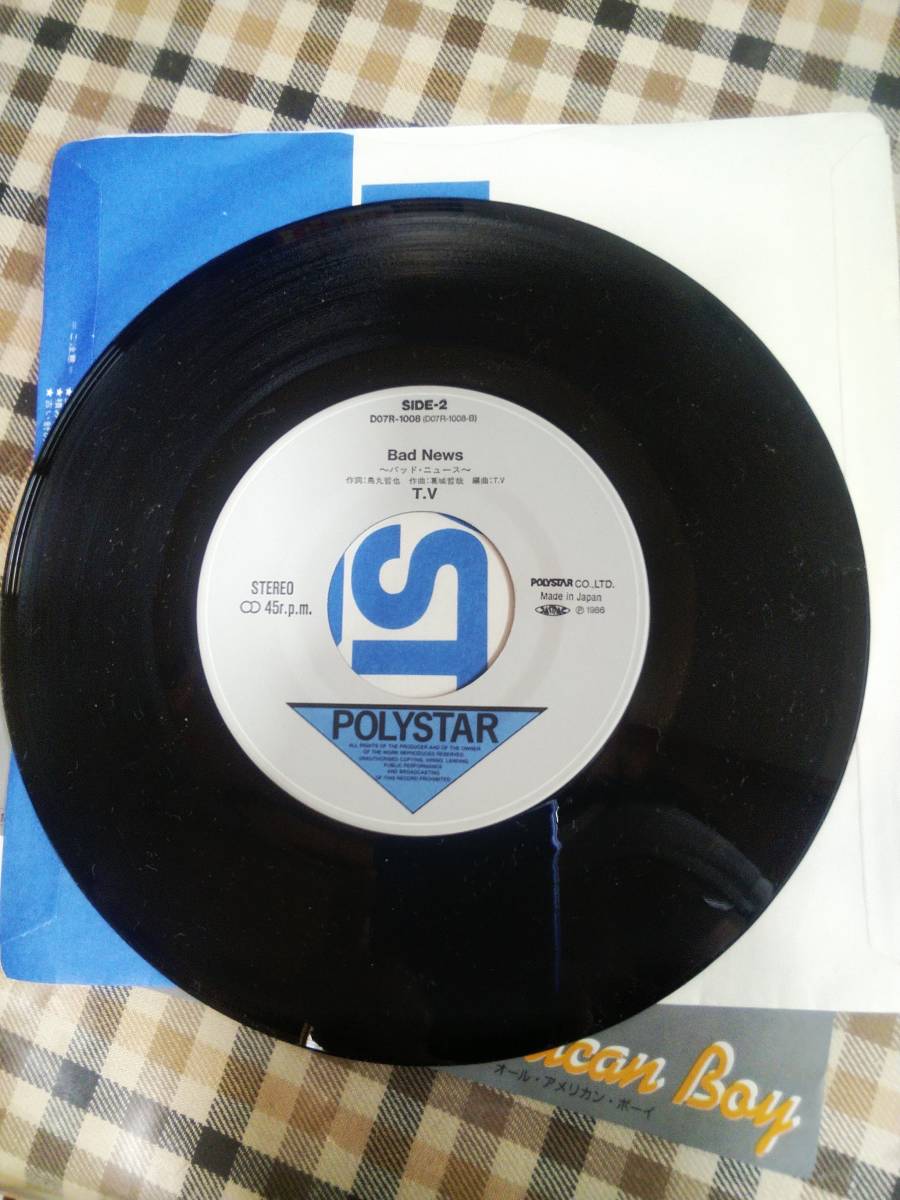 SIDE-2
D07R-1008 (D07R-1008-B)
Bad News
〜バッド・ニュース〜
作詞:鳥丸哲也 作曲:葛城哲哉 編曲:T.V
T.V
STEREO
45r.p.m.
POLYSTAR CO.,LTD.
Made in Japan
Ⓟ 1986
POLYSTAR
ALL RIGHTS OF THE PRODUCER AND OF THE OWNER
OF THE WORK REPRODUCED RESERVED.
UNAUTHORISED COPYING, HIRING, LENDING,
PUBLIC PERFORMANCE
AND BROADCASTING
OF THIS RECORD PROHIBITED
ican Boy
オール・アメリカン・ボーイ